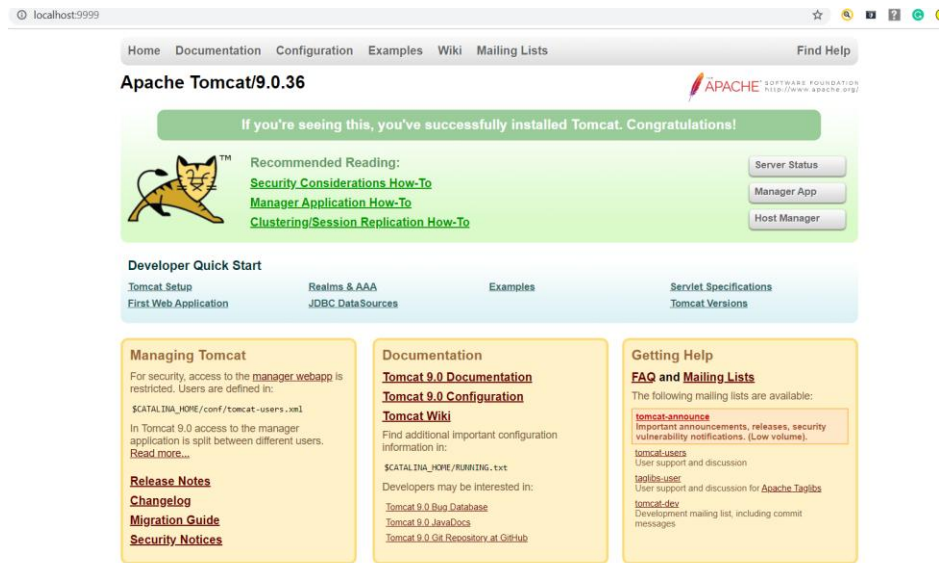 localhost:9999
Home Documentation Configuration Examples Wiki Mailing Lists Find Help
Apache Tomcat/9.0.36
THE
APACHE® SOFTWARE FOUNDATION
http://www.apache.org/
If you're seeing this, you've successfully installed Tomcat. Congratulations!
TM
Recommended Reading:
Security Considerations How-To
Manager Application How-To
Clustering/Session Replication How-To
Server Status
Manager App
Host Manager
Developer Quick Start
Tomcat Setup
First Web Application
Realms & AAA
JDBC DataSources
Examples
Servlet Specifications
Tomcat Versions
Managing Tomcat
For security, access to the manager webapp is
restricted. Users are defined in:
$CATALINA_HOME/conf/tomcat-users.xml
In Tomcat 9.0 access to the manager
application is split between different users.
Read more...
Release Notes
Changelog
Migration Guide
Security Notices
Documentation
Tomcat 9.0 Documentation
Tomcat 9.0 Configuration
Tomcat Wiki
Find additional important configuration
information in:
$CATALINA_HOME/RUNNING.txt
Developers may be interested in:
Tomcat 9.0 Bug Database
Tomcat 9.0 JavaDocs
Tomcat 9.0 Git Repository at GitHub
Getting Help
FAQ and Mailing Lists
The following mailing lists are available:
tomcat-announce
Important announcements, releases, security
vulnerability notifications. (Low volume).
tomcat-users
User support and discussion
taglibs-user
User support and discussion for Apache Taglibs
tomcat-dev
Development mailing list, including commit
messages